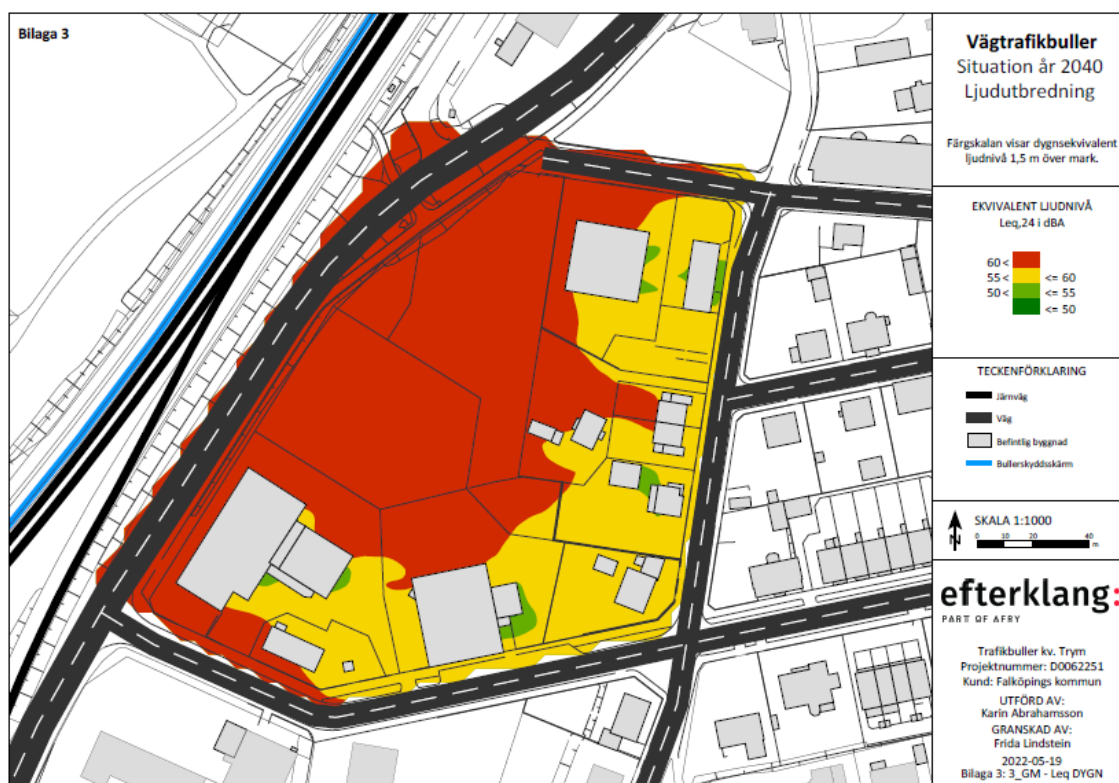 Bilaga 3
Vägtrafikbuller
Situation år 2040
Ljudutbredning
Färgskalan visar dygnsekvivalent
ljudnivå 1,5 m över mark.
EKVIVALENT LJUDNIVÅ
Leq,24 i dBA
60 <
55 < <= 60
50 < <= 55
<= 50
TECKENFÖRKLARING
Järnväg
Väg
Befintlig byggnad
Bullerskyddsskärm
N
SKALA 1:1000
0 10 20 40
m
efterklang:
PART OF AFRY
Trafikbuller kv. Trym
Projektnummer: D0062251
Kund: Falköpings kommun
UTFÖRD AV:
Karin Abrahamsson
GRANSKAD AV:
Frida Lindstein
2022-05-19
Bilaga 3: 3_GM - Leq DYGN